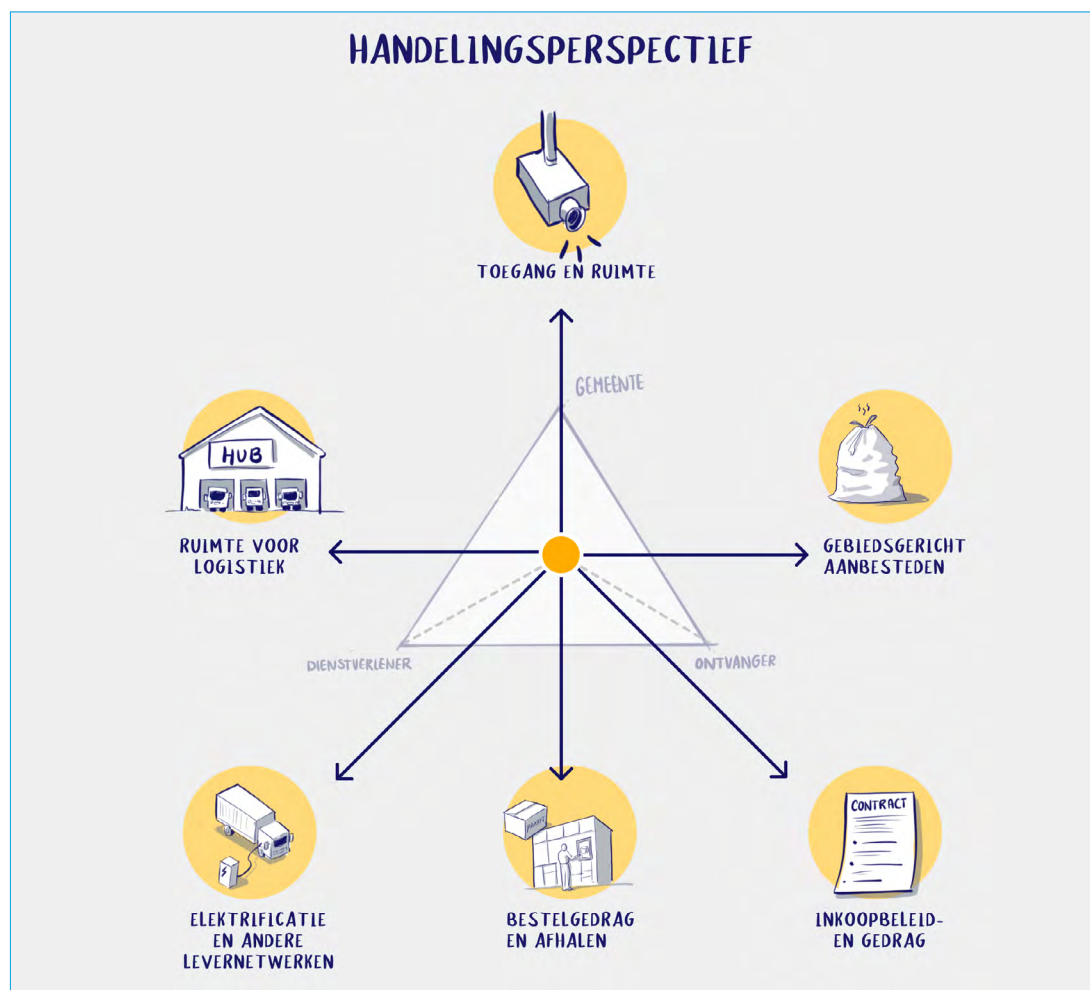 HANDELINGSPERSPECTIEF
TOEGANG EN RUIMTE
GEMEENTE
HUB
RUIMTE VOOR
LOGISTIEK
GEBIEDSGERICHT
AANBESTEDEN
DIENSTVERLENER
ONTVANGER
CONTRACT
ELEKTRIFICATIE
EN ANDERE
LEVERNETWERKEN
BESTELGEDRAG
EN AFHALEN
INKOOPBELEID-
EN GEDRAG